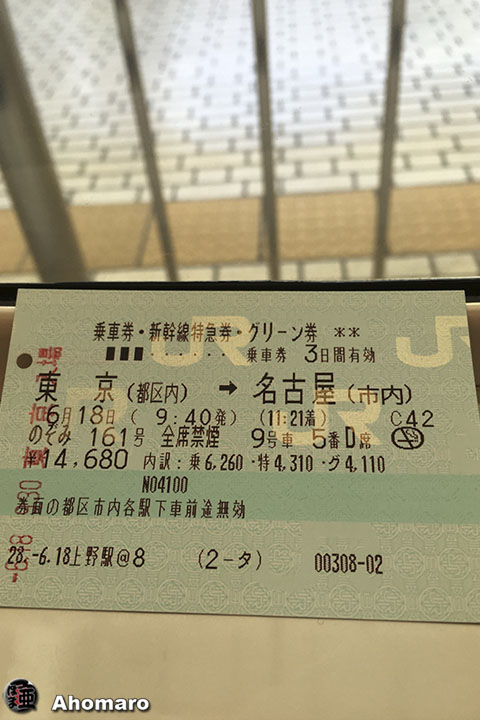 乗車券・新幹線特急券・グリーン券 **
■■■・・・・・・ 乗車券 3日間有効
東 京(都区内) → 名古屋(市内)
6月18日 ( 9:40発) (11:21着) C42
のぞみ 161号 全席禁煙 9号車 5番D席
¥14,680 内訳:乗6,260・特4,310・グ4,110
N04100
券面の都区市内各駅下車前途無効
28.-6.18上野駅@8 (2-タ) 00308-02
Ahomaro